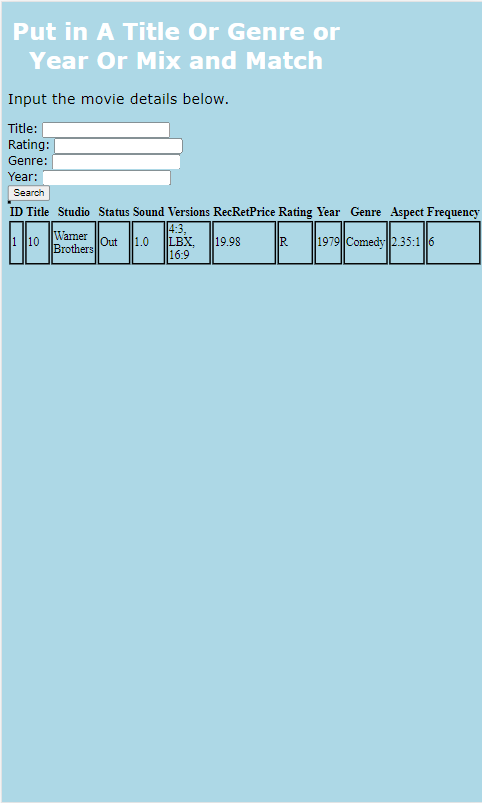 Put in A Title Or Genre or
Year Or Mix and Match
Input the movie details below.
Title:
Rating:
Genre:
Year:
Search
ID Title Studio Status Sound Versions RecRetPrice Rating Year Genre Aspect Frequency
1 10 Warner Brothers Out 1.0 4:3, LBX, 16:9 19.98 R 1979 Comedy 2.35:1 6